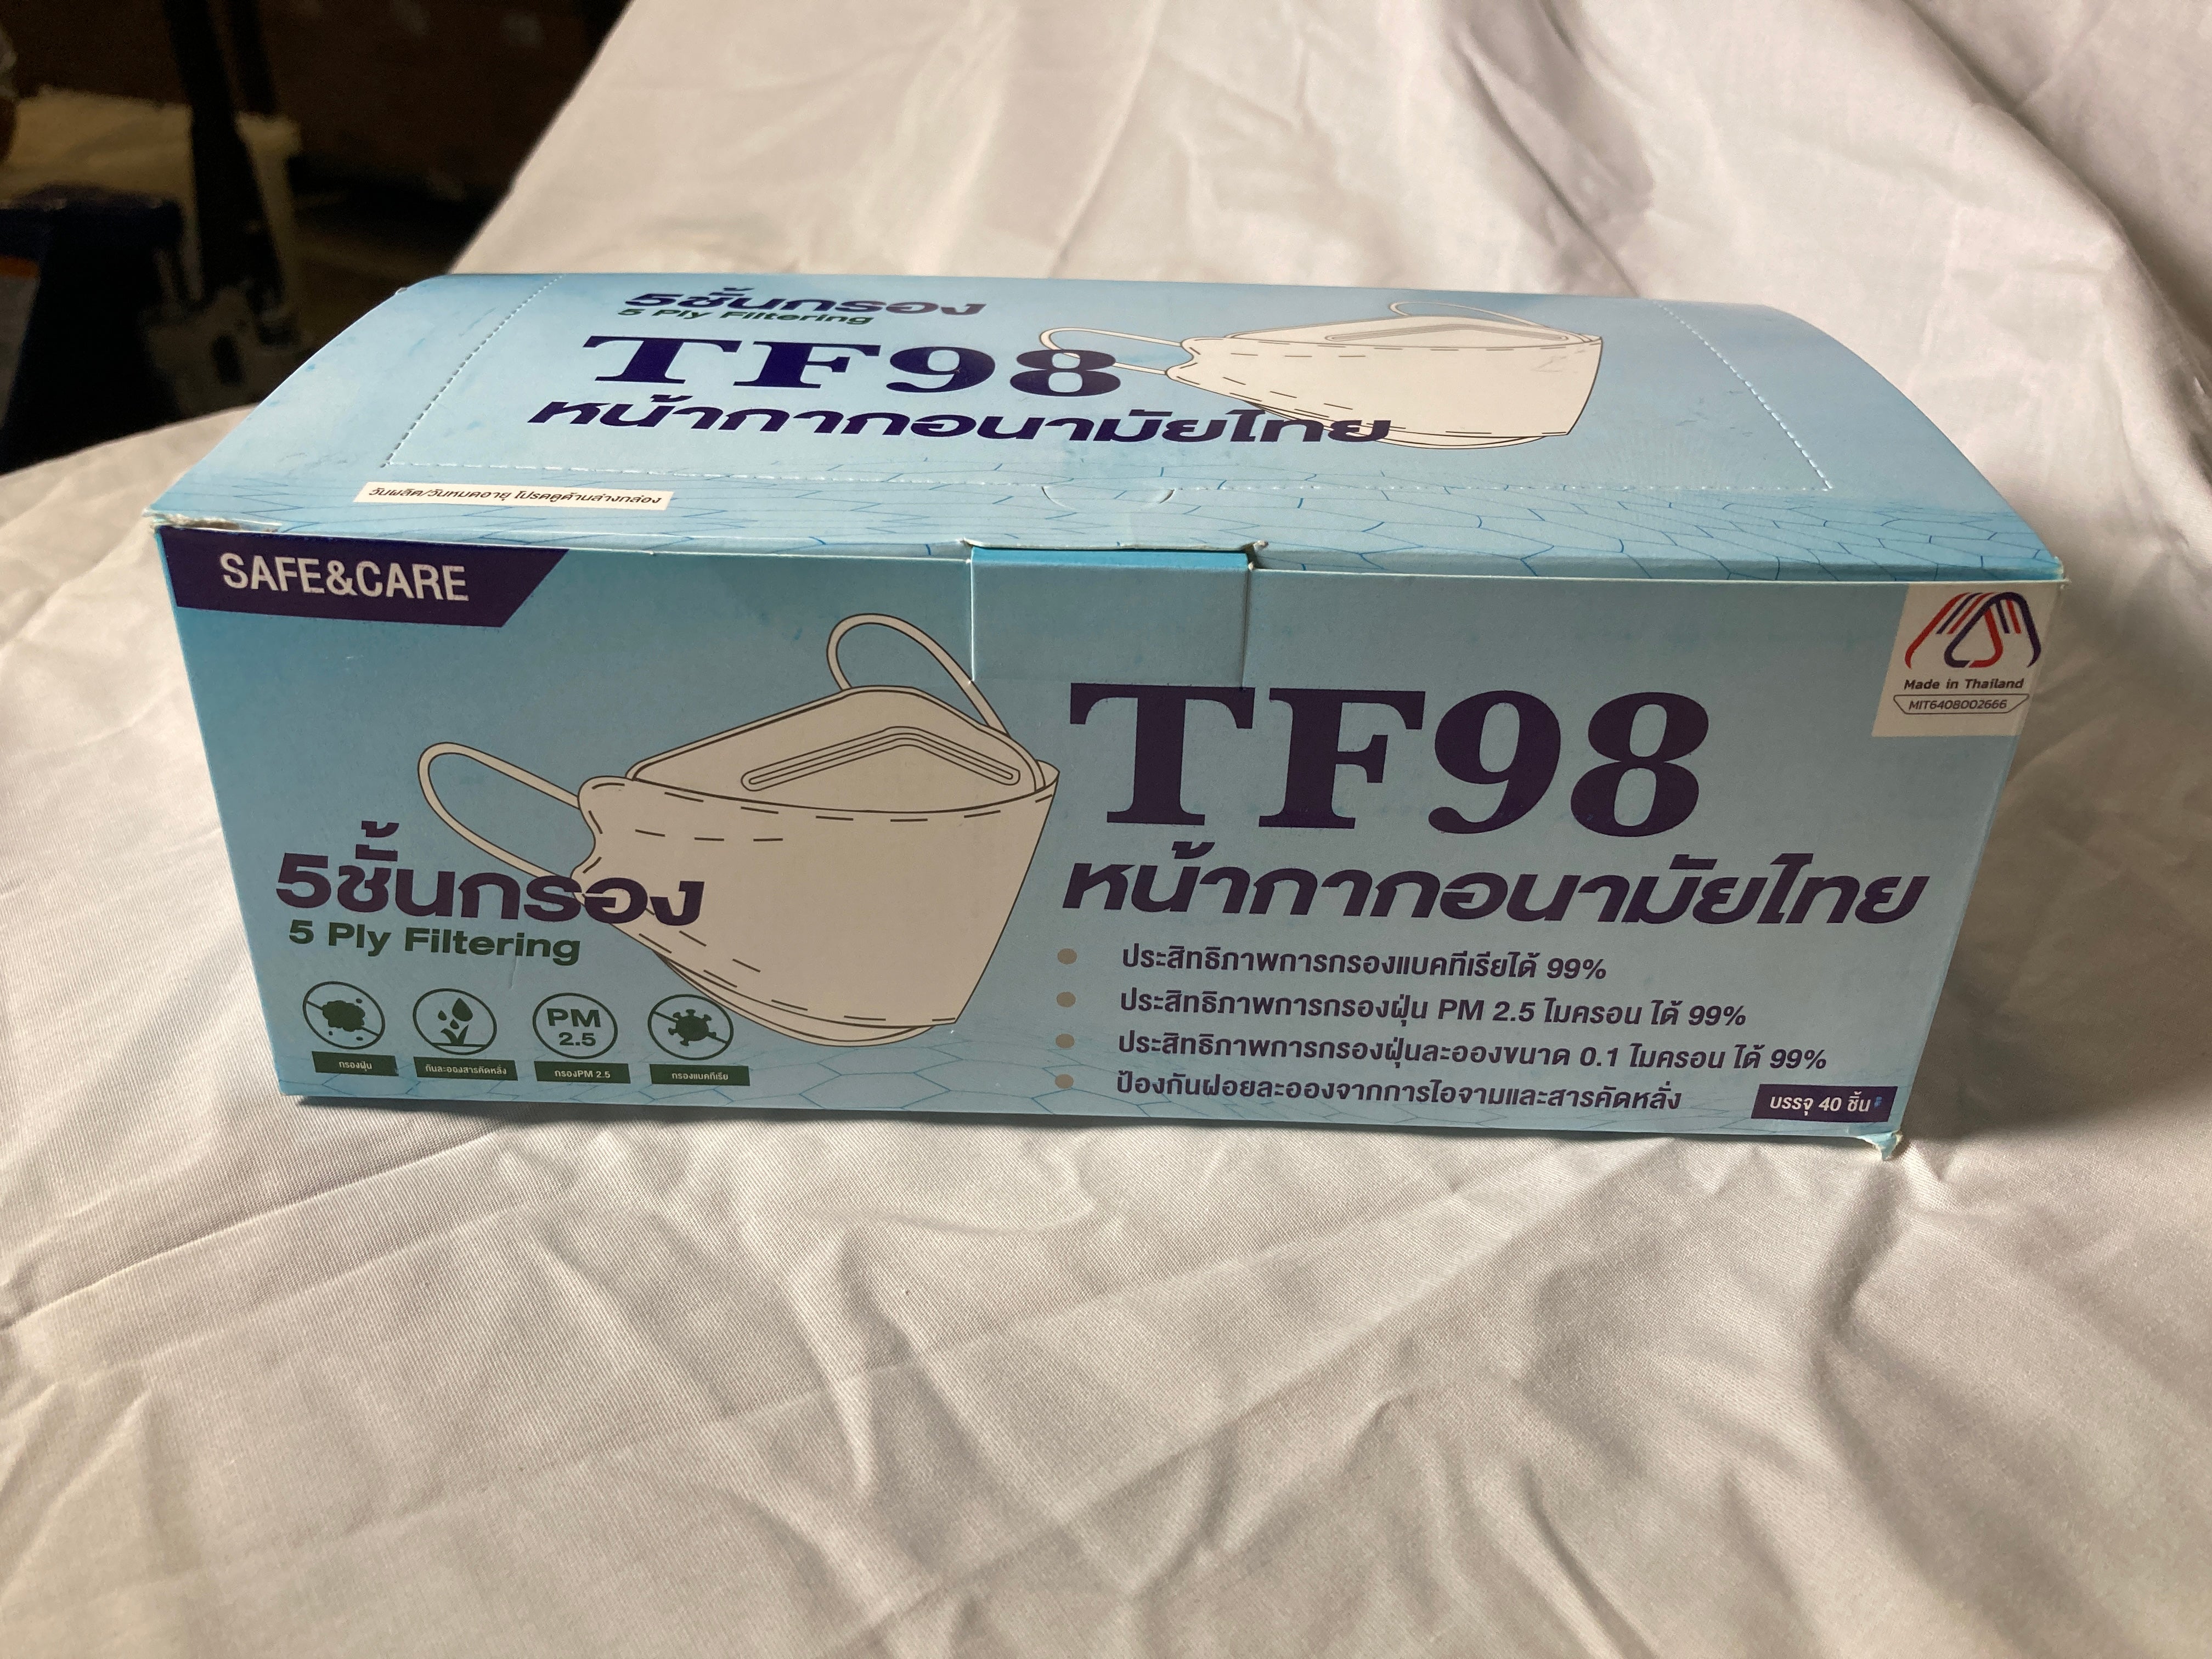 5ชั้นกรอง
5 Ply Filtering
TF98
หน้ากากอนามัยไทย
วันผลิต/วันหมดอายุ โปรดดูด้านล่างกล่อง
SAFE&CARE
Made in Thailand
MIT6408002666
TF98
หน้ากากอนามัยไทย
5ชั้นกรอง
5 Ply Filtering
PM
2.5
กรองฝุ่น
กันละอองสารคัดหลั่ง
กรองPM 2.5
กรองแบคทีเรีย
ประสิทธิภาพการกรองแบคทีเรียได้ 99%
ประสิทธิภาพการกรองฝุ่น PM 2.5 ไมครอน ได้ 99%
ประสิทธิภาพการกรองฝุ่นละอองขนาด 0.1 ไมครอน ได้ 99%
ป้องกันฝอยละอองจากการไอจามและสารคัดหลั่ง
บรรจุ 40 ชิ้น